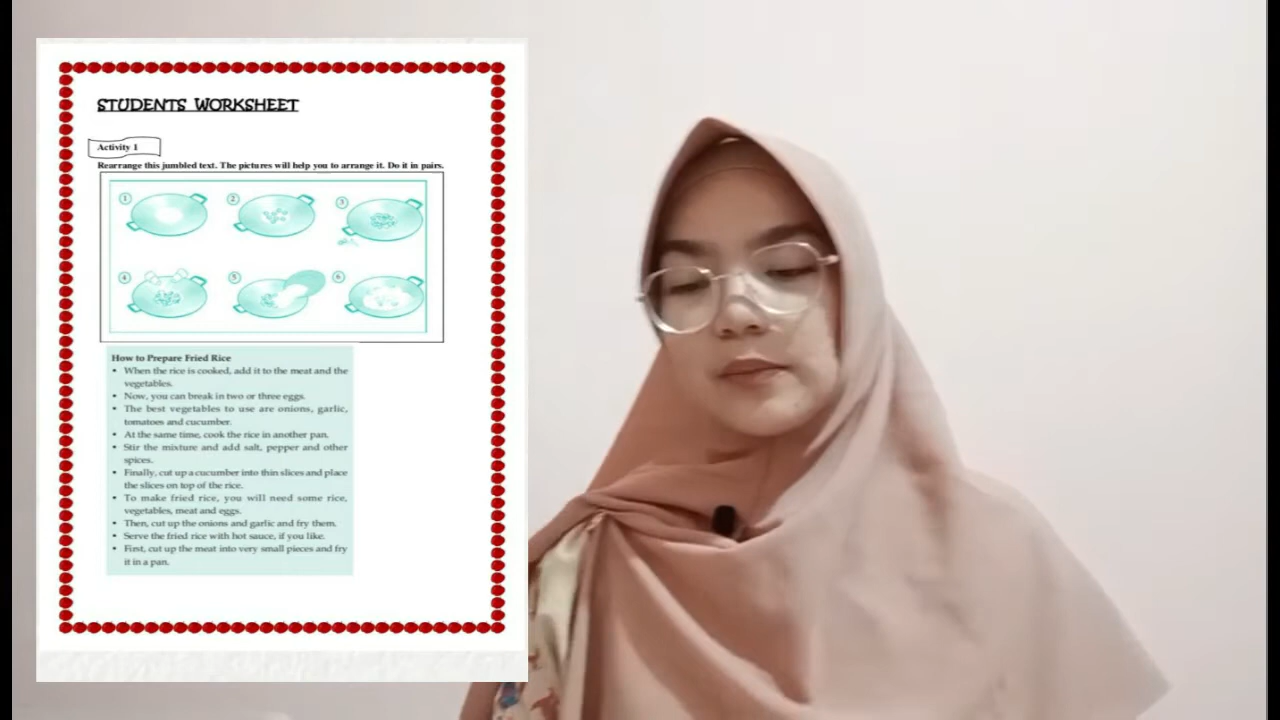 STUDENTS WORKSHEET
Activity 1
Rearrange this jumbled text. The pictures will help you to arrange it. Do it in pairs.
1 2 3
4 5 6
How to Prepare Fried Rice
• When the rice is cooked, add it to the meat and the
vegetables.
• Now, you can break in two or three eggs.
• The best vegetables to use are onions, garlic,
tomatoes and cucumber.
• At the same time, cook the rice in another pan.
• Stir the mixture and add salt, pepper and other
spices.
• Finally, cut up a cucumber into thin slices and place
the slices on top of the rice.
• To make fried rice, you will need some rice,
vegetables, meat and eggs.
• Then, cut up the onions and garlic and fry them.
• Serve the fried rice with hot sauce, if you like.
• First, cut up the meat into very small pieces and fry
it in a pan.